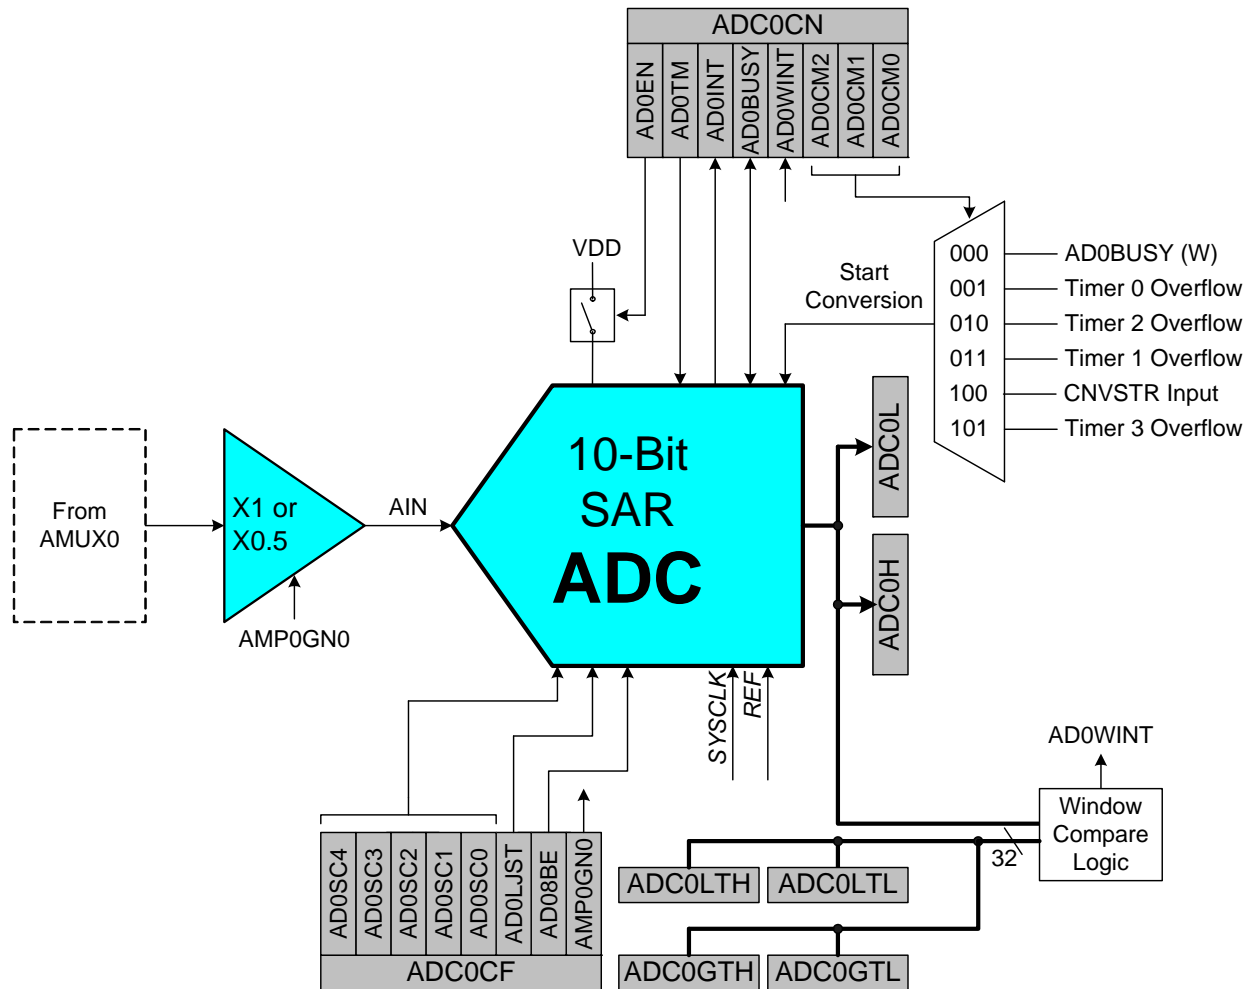 ADC0CN
AD0EN
AD0TM
AD0INT
AD0BUSY
AD0WINT
AD0CM2
AD0CM1
AD0CM0
VDD
Start
Conversion
000
AD0BUSY (W)
001
Timer 0 Overflow
010
Timer 2 Overflow
011
Timer 1 Overflow
100
CNVSTR Input
101
Timer 3 Overflow
From
AMUX0
X1 or
X0.5
AIN
AMP0GN0
10-Bit
SAR
ADC
ADC0L
ADC0H
SYSCLK
REF
AD0WINT
Window
Compare
Logic
32
AD0SC4
AD0SC3
AD0SC2
AD0SC1
AD0SC0
AD0LJST
AD08BE
AMP0GN0
ADC0CF
ADC0LTH
ADC0LTL
ADC0GTH
ADC0GTL